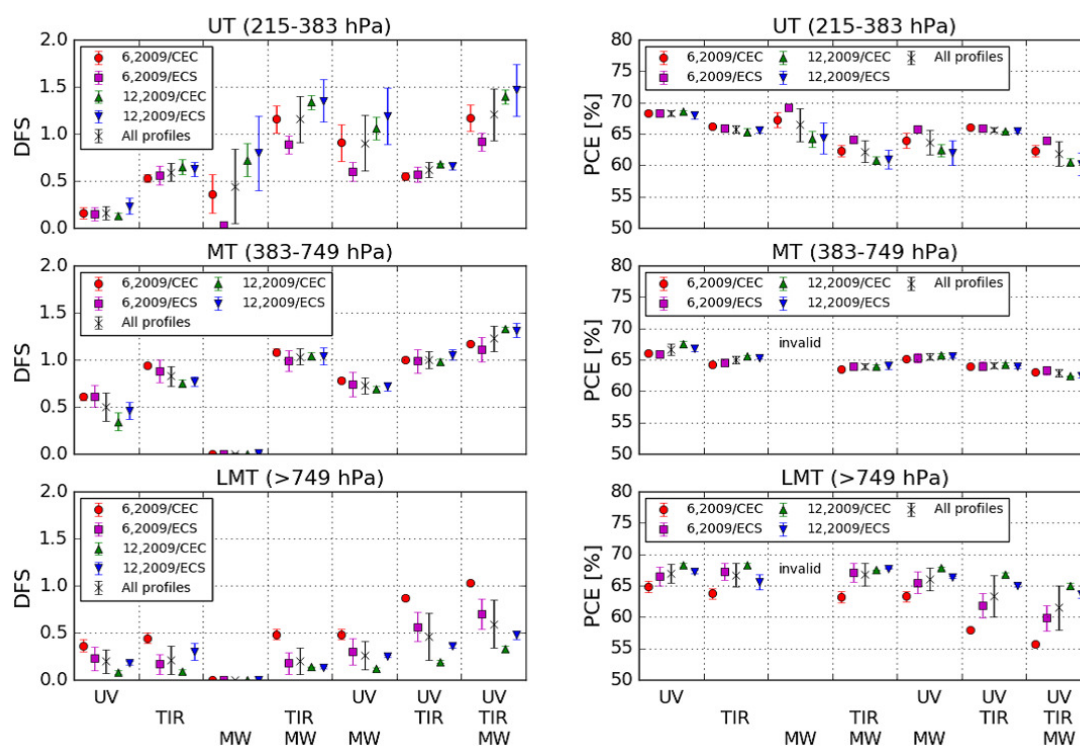 UT (215-383 hPa)
2.0
1.5
1.0
0.5
0.0
DFS
6,2009/CEC
6,2009/ECS
12,2009/CEC
12,2009/ECS
All profiles
MT (383-749 hPa)
2.0
1.5
1.0
0.5
0.0
DFS
6,2009/CEC 12,2009/CEC
6,2009/ECS 12,2009/ECS
All profiles
LMT (>749 hPa)
2.0
1.5
1.0
0.5
0.0
DFS
6,2009/CEC
6,2009/ECS
12,2009/CEC
12,2009/ECS
All profiles
UV UV UV UV
TIR TIR TIR TIR
MW MW MW MW
UT (215-383 hPa)
80
75
70
65
60
55
50
PCE [%]
6,2009/CEC 12,2009/CEC All profiles
6,2009/ECS 12,2009/ECS
MT (383-749 hPa)
80
75
70
65
60
55
50
PCE [%]
6,2009/CEC 12,2009/CEC All profiles
6,2009/ECS 12,2009/ECS
invalid
LMT (>749 hPa)
80
75
70
65
60
55
50
PCE [%]
6,2009/CEC 12,2009/CEC All profiles
6,2009/ECS 12,2009/ECS
invalid
UV UV UV UV
TIR TIR TIR TIR
MW MW MW MW